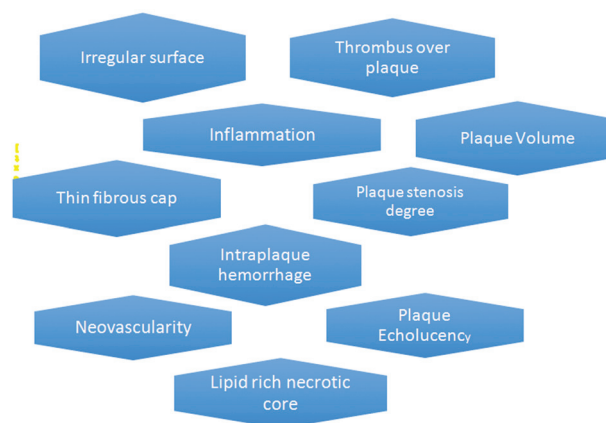 Irregular surface
Thrombus over
plaque
Inflammation
Plaque Volume
Thin fibrous cap
Plaque stenosis
degree
Intraplaque
hemorrhage
Neovascularity
Plaque
Echolucency
Lipid rich necrotic
core